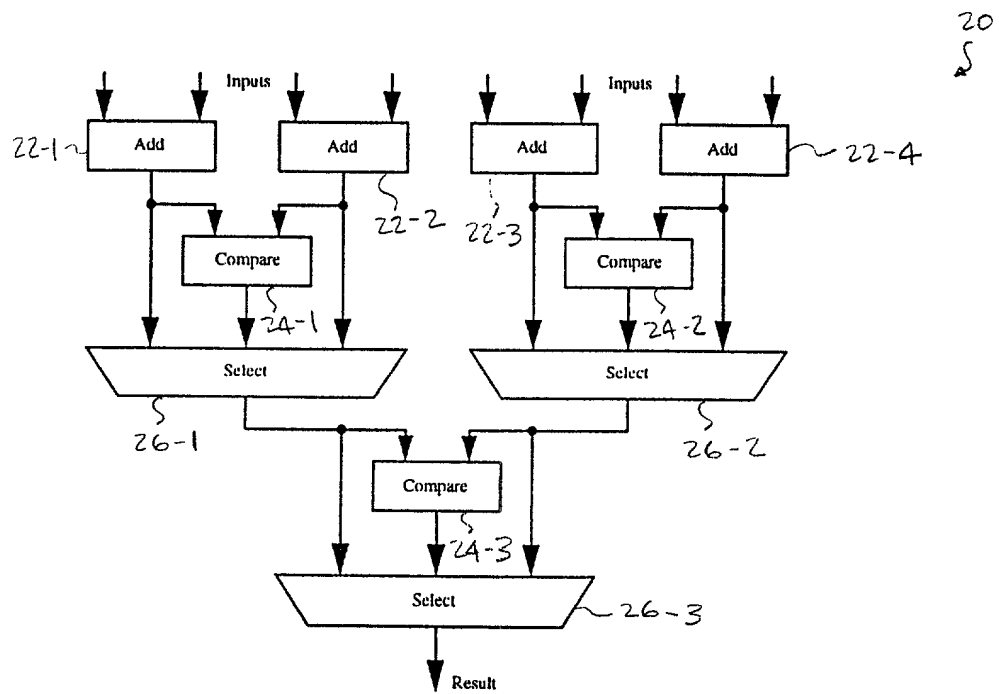 20
Inputs Inputs
22-1 Add Add Add Add 22-4
22-2 22-3
Compare Compare
24-1 24-2
Select Select
26-1 26-2
Compare
24-3
Select 26-3
Result